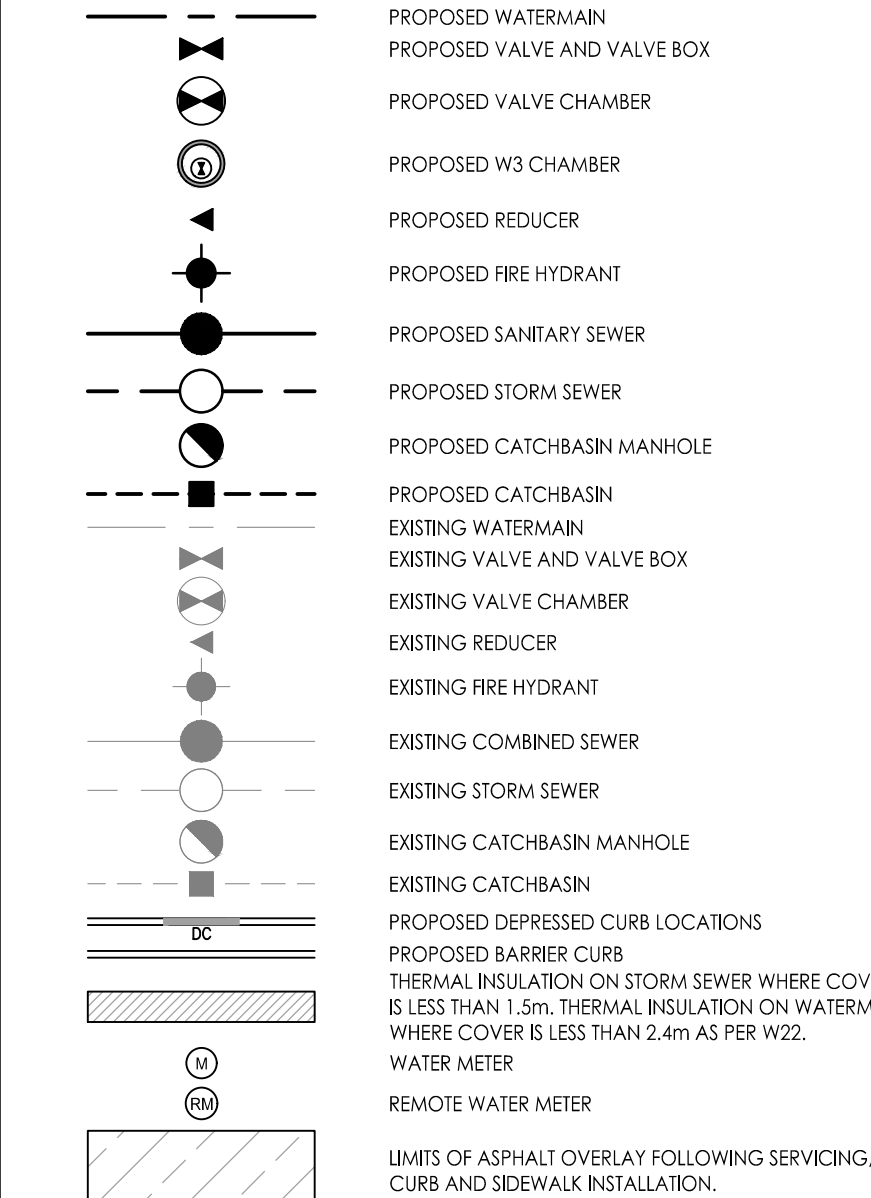 PROPOSED WATERMAIN
PROPOSED VALVE AND VALVE BOX
PROPOSED VALVE CHAMBER
PROPOSED W3 CHAMBER
PROPOSED REDUCER
PROPOSED FIRE HYDRANT
PROPOSED SANITARY SEWER
PROPOSED STORM SEWER
PROPOSED CATCHBASIN MANHOLE
PROPOSED CATCHBASIN
EXISTING WATERMAIN
EXISTING VALVE AND VALVE BOX
EXISTING VALVE CHAMBER
EXISTING REDUCER
EXISTING FIRE HYDRANT
EXISTING COMBINED SEWER
EXISTING STORM SEWER
EXISTING CATCHBASIN MANHOLE
EXISTING CATCHBASIN
DC PROPOSED DEPRESSED CURB LOCATIONS
PROPOSED BARRIER CURB
THERMAL INSULATION ON STORM SEWER WHERE COV
IS LESS THAN 1.5m. THERMAL INSULATION ON WATERM
WHERE COVER IS LESS THAN 2.4m AS PER W22.
M WATER METER
RM REMOTE WATER METER
LIMITS OF ASPHALT OVERLAY FOLLOWING SERVICING,
CURB AND SIDEWALK INSTALLATION.